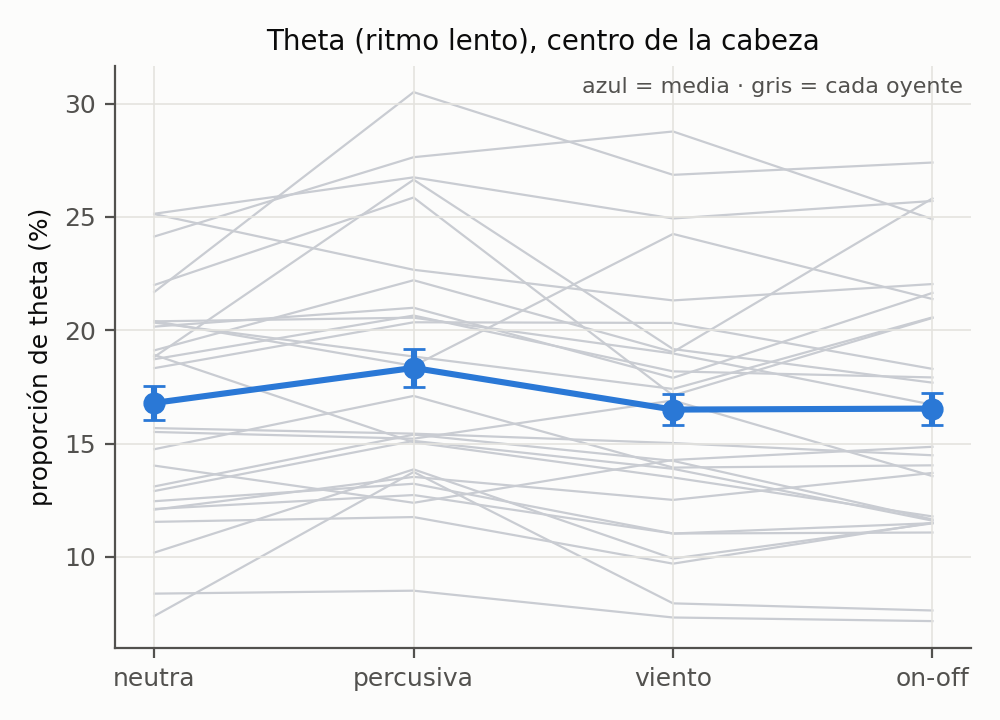 Theta (ritmo lento), centro de la cabeza
azul = media · gris = cada oyente
proporción de theta (%)
30
25
20
15
10
neutra
percusiva
viento
on-off